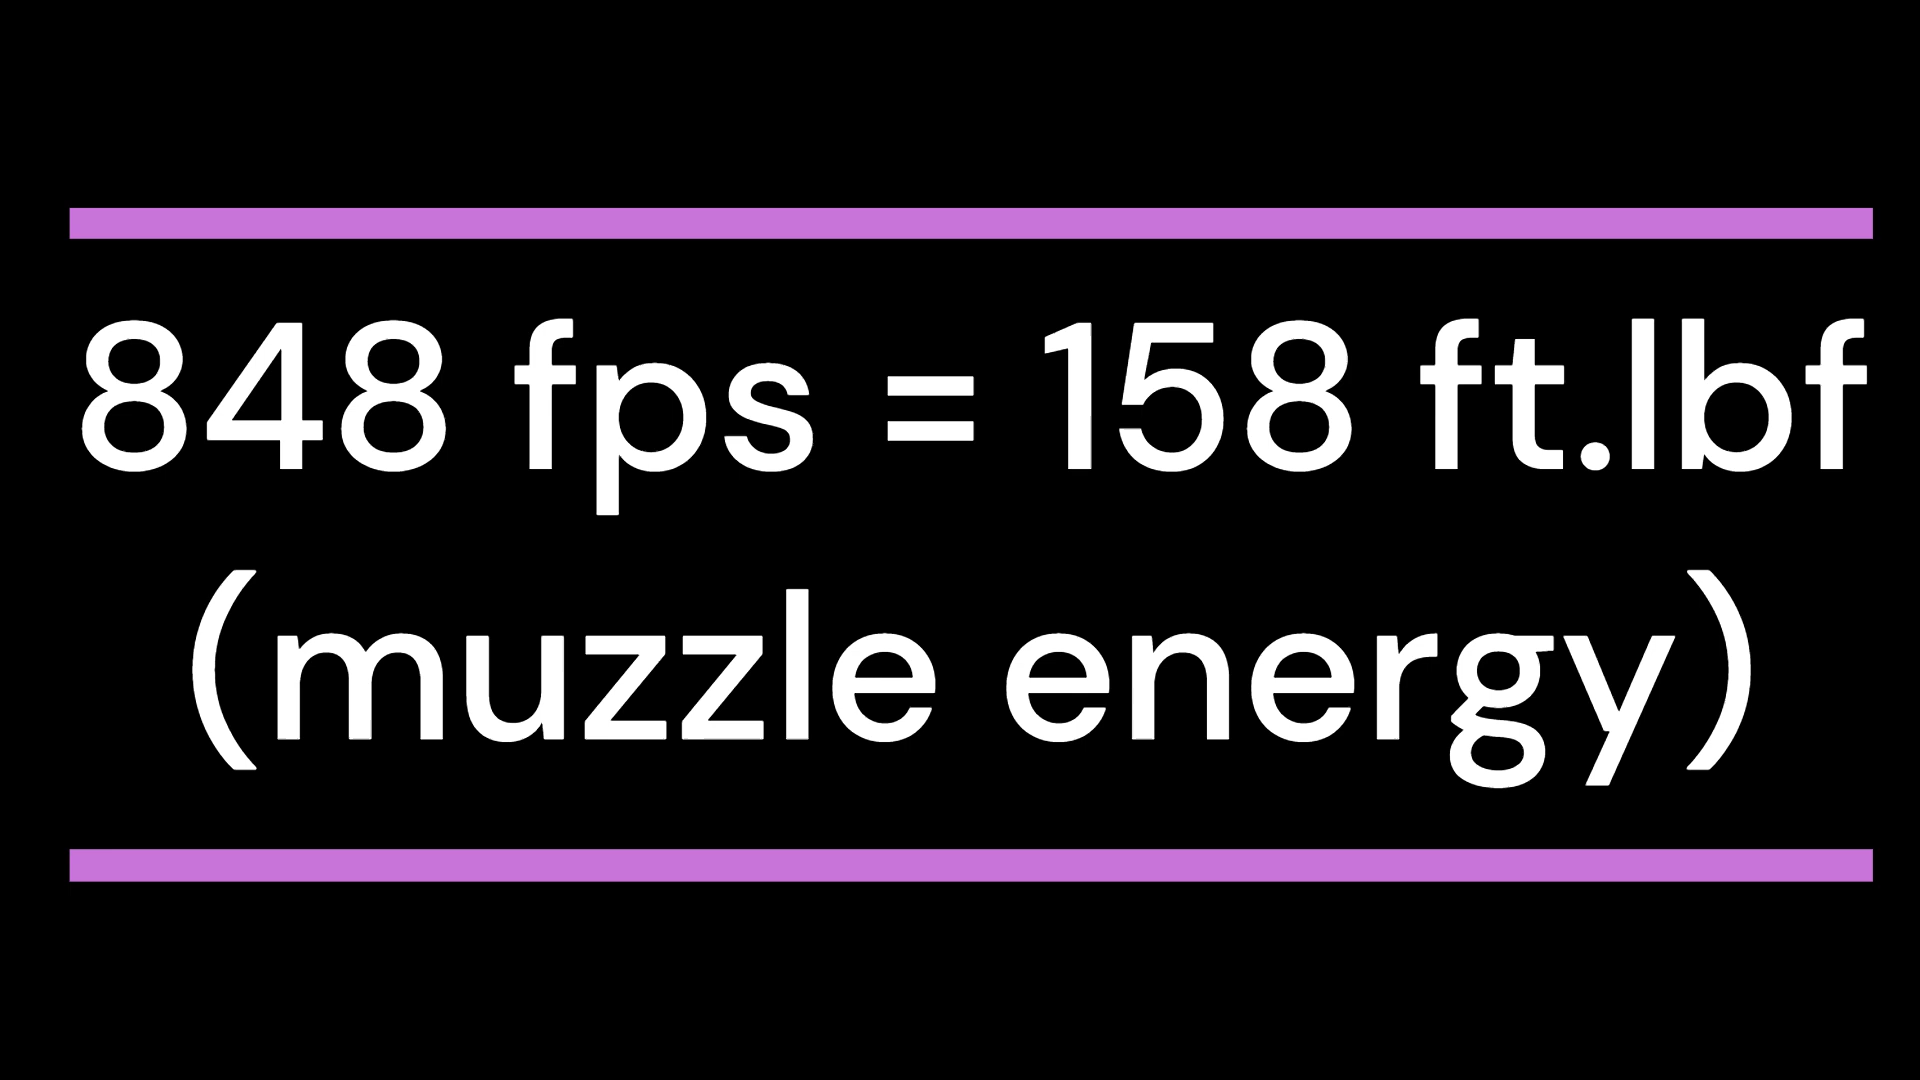 848 fps = 158 ft.lbf
(muzzle energy)